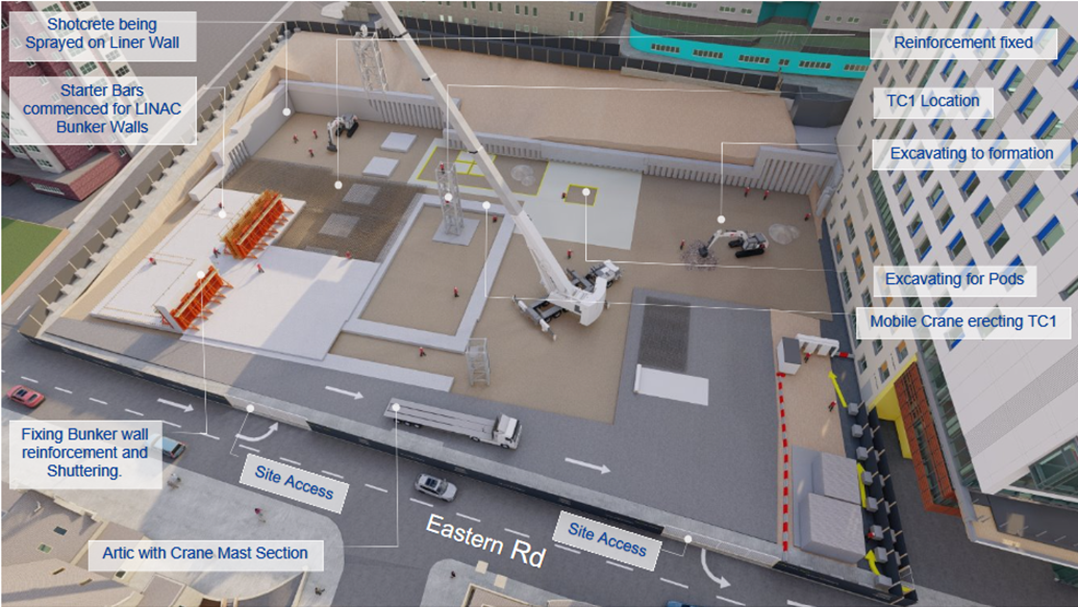 Shotcrete being
Sprayed on Liner Wall
Reinforcement fixed
Starter Bars
commenced for LINAC
Bunker Walls
TC1 Location
Excavating to formation
Excavating for Pods
Mobile Crane erecting TC1
Fixing Bunker wall
reinforcement and
Shuttering.
Site Access
Eastern Rd
Site Access
Artic with Crane Mast Section